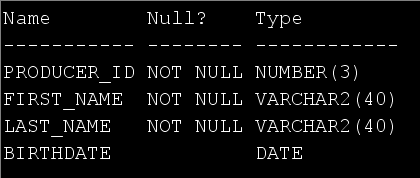 Name        Null?    Type
----------- -------- ------------
PRODUCER_ID NOT NULL NUMBER(3)
FIRST_NAME  NOT NULL VARCHAR2(40)
LAST_NAME   NOT NULL VARCHAR2(40)
BIRTHDATE            DATE